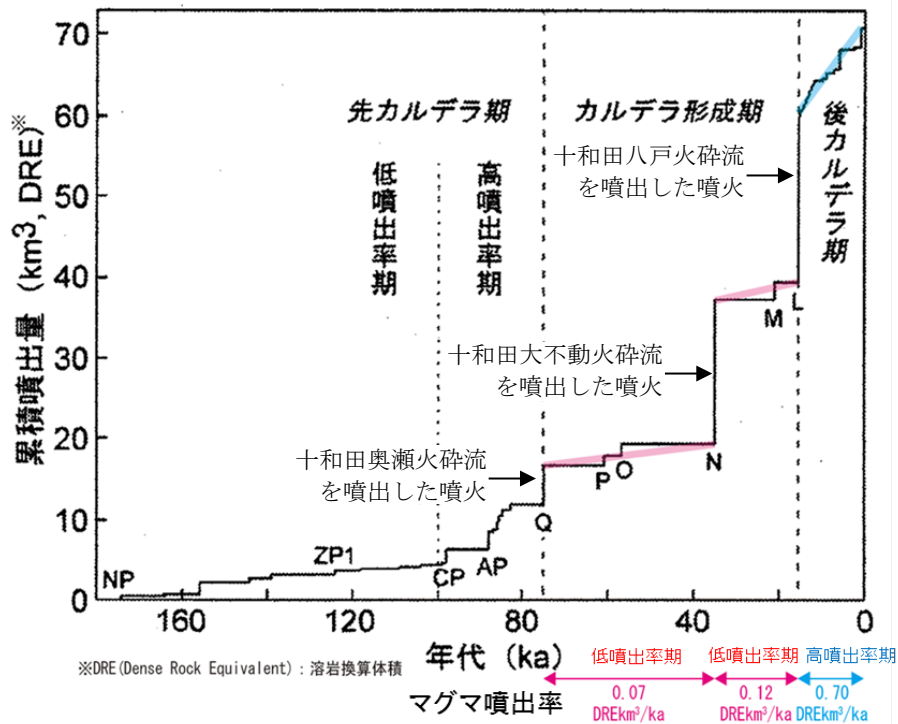 累積噴出量 (km³, DRE)※
70
60
50
40
30
20
10
0
先カルデラ期
カルデラ形成期
後カルデラ期
低噴出率期
高噴出率期
十和田八戸火砕流
を噴出した噴火
十和田大不動火砕流
を噴出した噴火
十和田奥瀬火砕流
を噴出した噴火
NP
ZP1
CP
AP
Q
P
O
N
M
L
160
120
80
40
0
年代 (ka)
※DRE(Dense Rock Equivalent) : 溶岩換算体積
マグマ噴出率
低噴出率期
低噴出率期
高噴出率期
0.07
DREkm³/ka
0.12
DREkm³/ka
0.70
DREkm³/ka